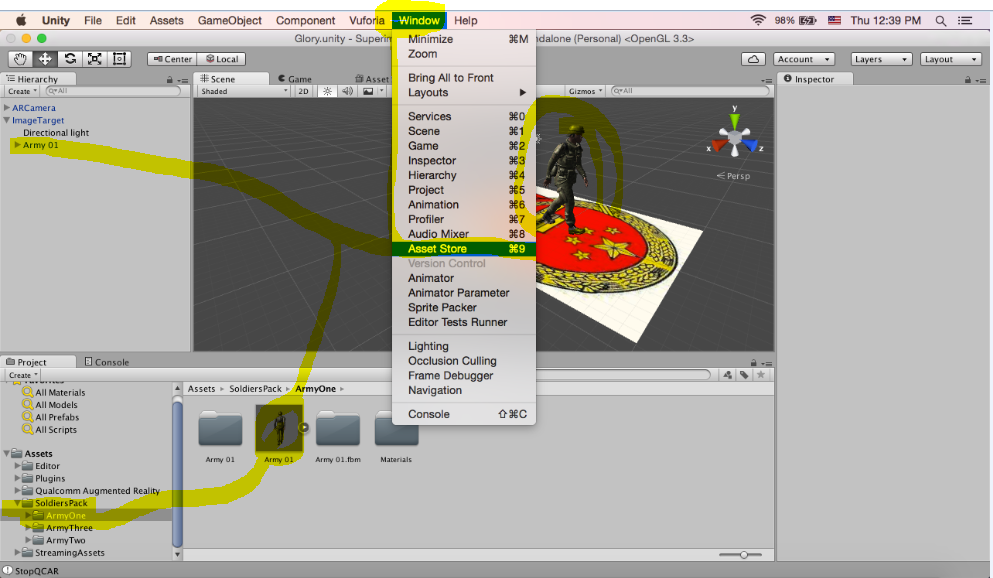 Unity File Edit Assets GameObject Component Vuforia Window Help 98% Thu 12:39 PM
Glory.unity - Superim ndalone (Personal) <OpenGL 3.3>
Center Local Account Layers Layout
Hierarchy
Create All
ARCamera
ImageTarget
Directional light
Army 01
Scene Game Asset
Shaded 2D Gizmos All
y
x z
Persp
Inspector
Minimize ⌘M
Zoom
Bring All to Front
Layouts
Services ⌘0
Scene ⌘1
Game ⌘2
Inspector ⌘3
Hierarchy ⌘4
Project ⌘5
Animation ⌘6
Profiler ⌘7
Audio Mixer ⌘8
Asset Store ⌘9
Version Control
Animator
Animator Parameter
Sprite Packer
Editor Tests Runner
Lighting
Occlusion Culling
Frame Debugger
Navigation
Console ⇧⌘C
Project Console
Create
Favorites
All Materials
All Models
All Prefabs
All Scripts
Assets
Editor
Plugins
Qualcomm Augmented Reality
SoldiersPack
ArmyOne
ArmyThree
ArmyTwo
StreamingAssets
Assets SoldiersPack ArmyOne
Army 01 Army 01 Army 01.fbm Materials
StopQCAR